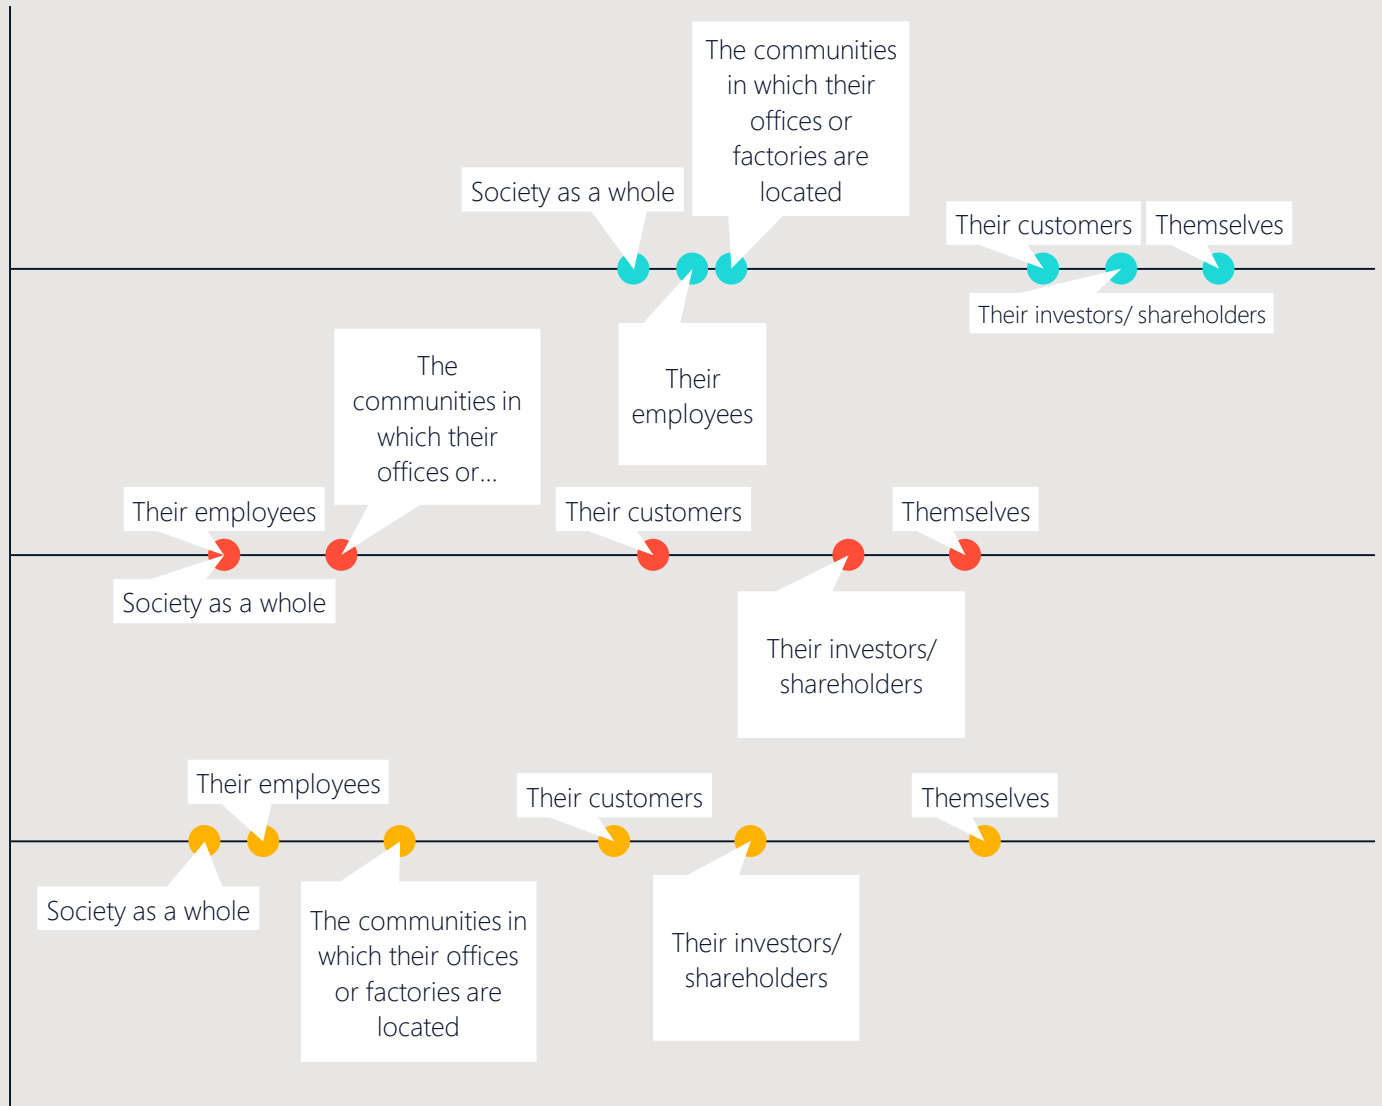 The communities
in which their
offices or
factories are
located
Society as a whole
Their customers
Themselves
Their investors/ shareholders
Their
employees
The
communities in
which their
offices or...
Their employees
Their customers
Themselves
Society as a whole
Their investors/
shareholders
Their employees
Their customers
Themselves
Society as a whole
The communities in
which their offices
or factories are
located
Their investors/
shareholders